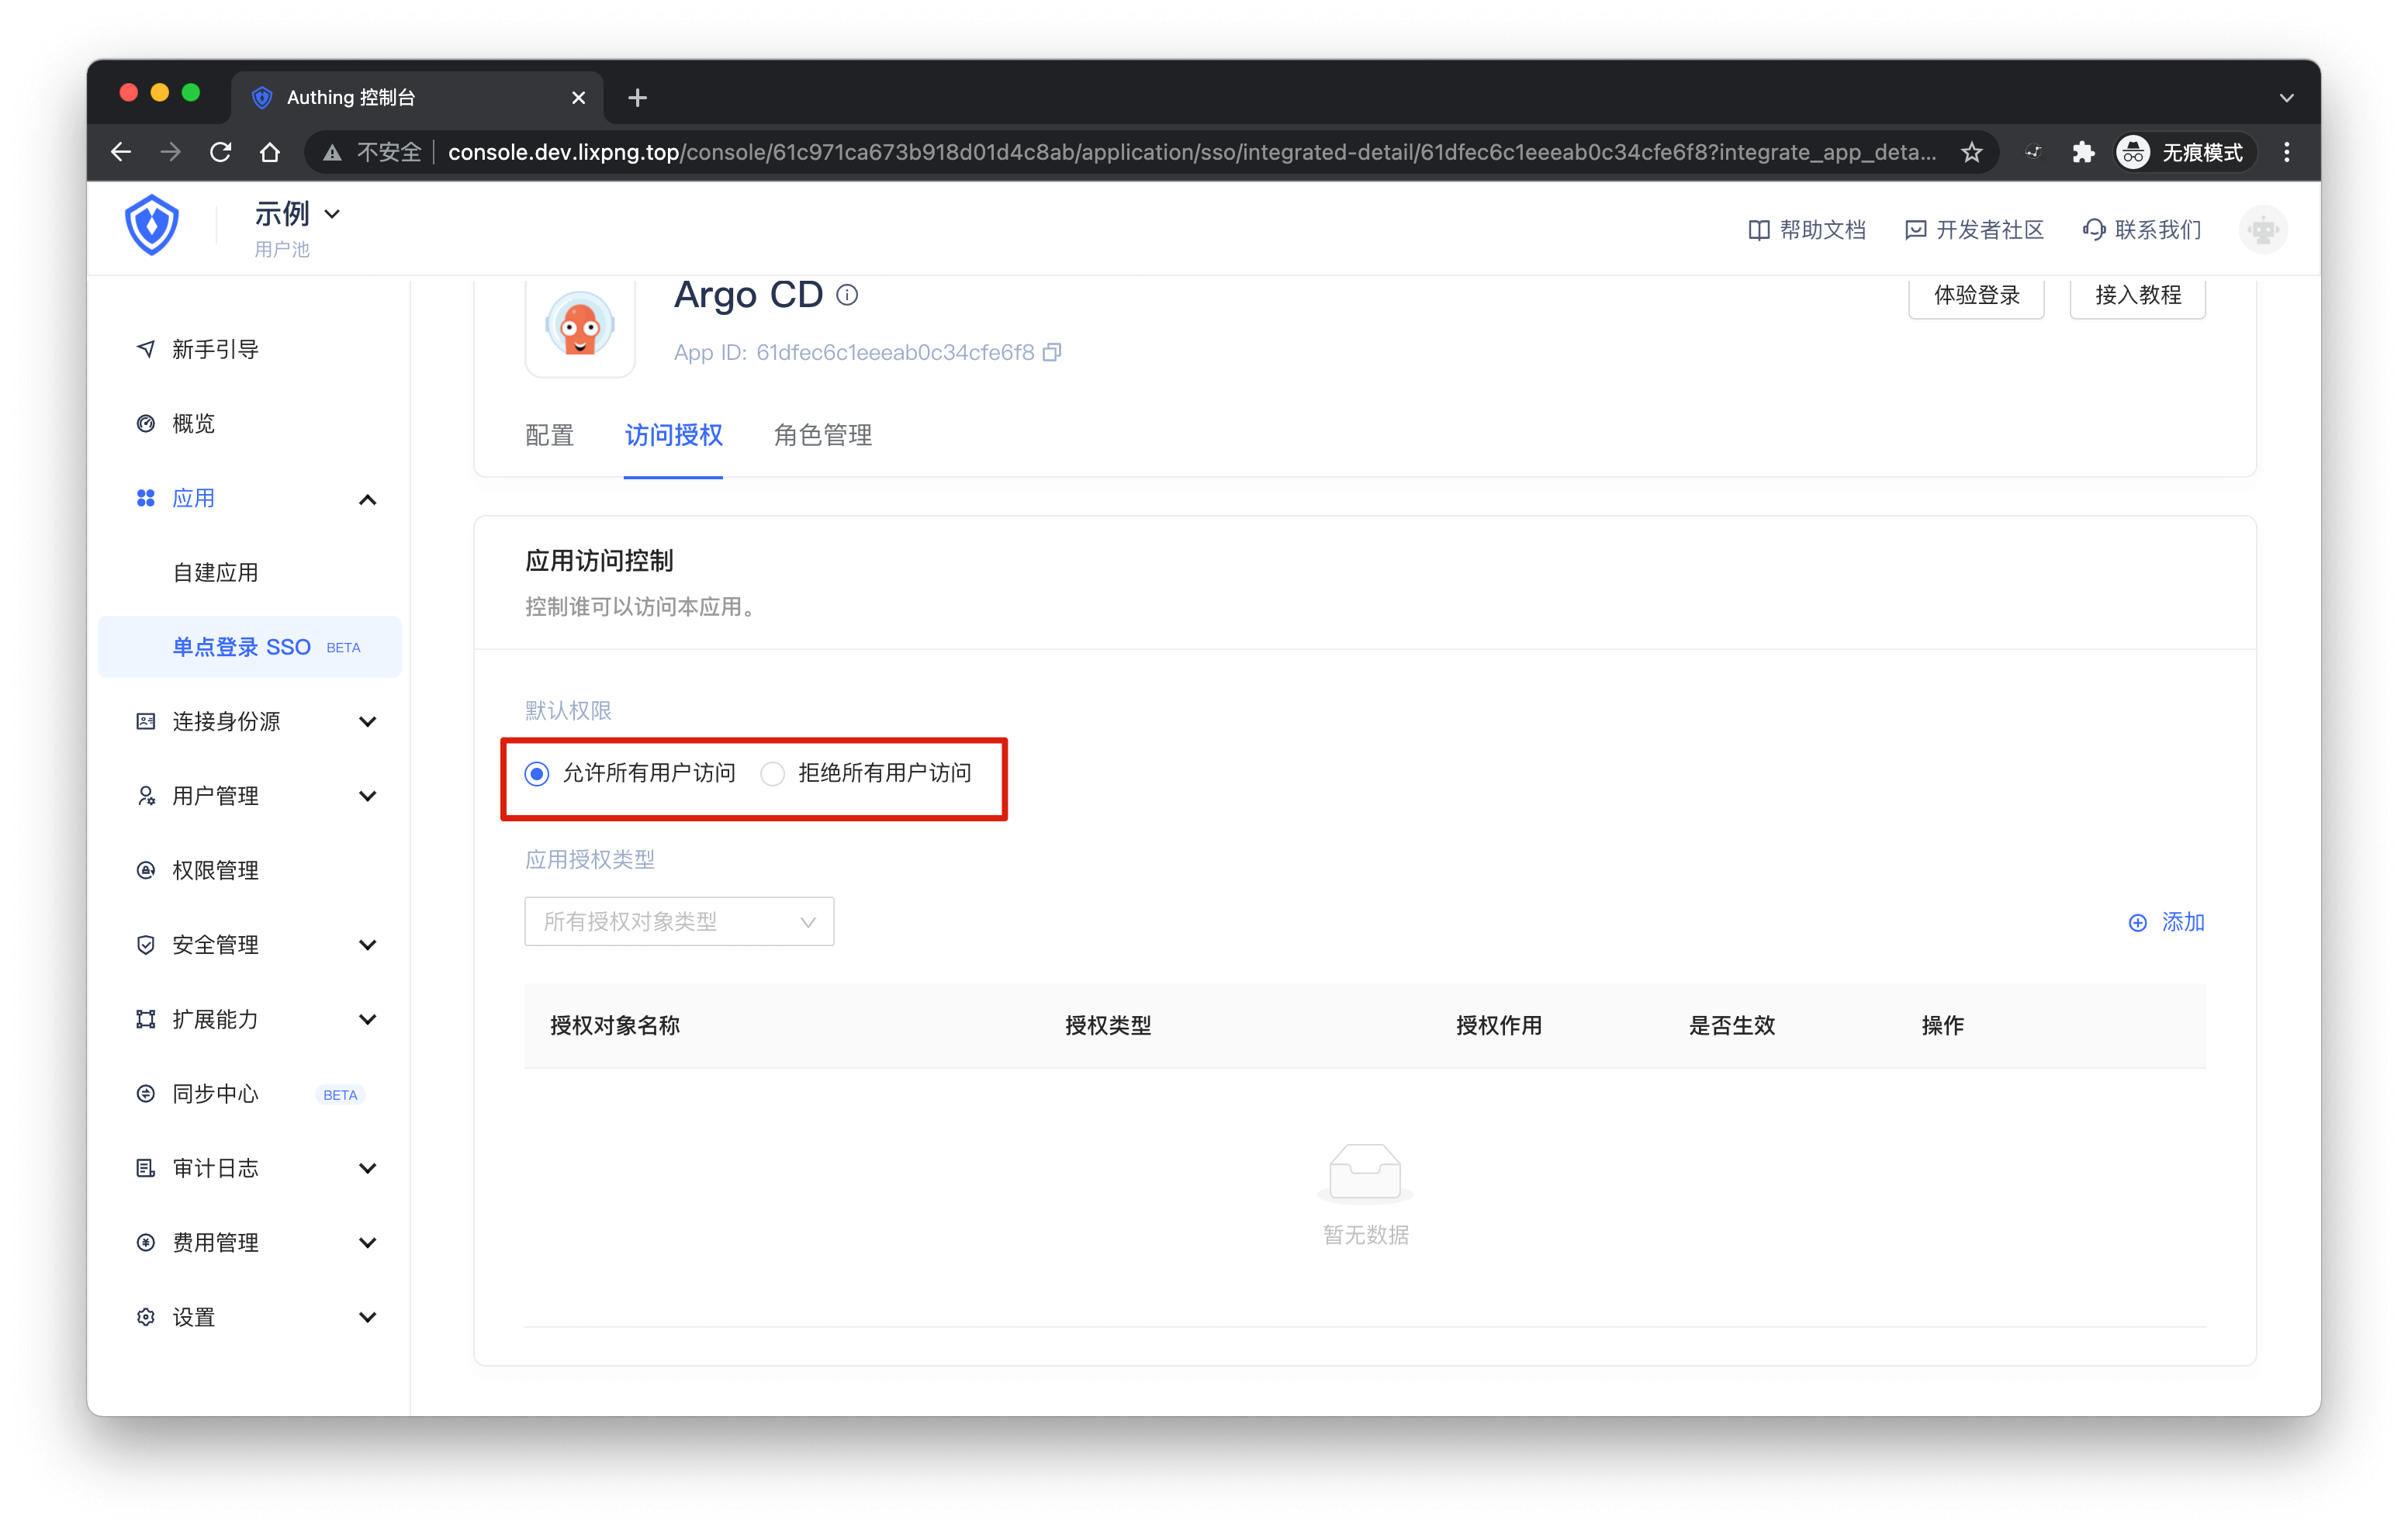 Authing 控制台
不安全 console.dev.lixpng.top/console/61c971ca673b918d01d4c8ab/application/sso/integrated-detail/61dfec6c1eeeab0c34cfe6f8?integrate_app_deta... 无痕模式
示例
用户池
帮助文档 开发者社区 联系我们
新手引导
概览
应用
自建应用
单点登录 SSO BETA
连接身份源
用户管理
权限管理
安全管理
扩展能力
同步中心 BETA
审计日志
费用管理
设置
Argo CD
App ID: 61dfec6c1eeeab0c34cfe6f8
体验登录 接入教程
配置 访问授权 角色管理
应用访问控制
控制谁可以访问本应用。
默认权限
允许所有用户访问 拒绝所有用户访问
应用授权类型
所有授权对象类型
添加
授权对象名称 授权类型 授权作用 是否生效 操作
暂无数据